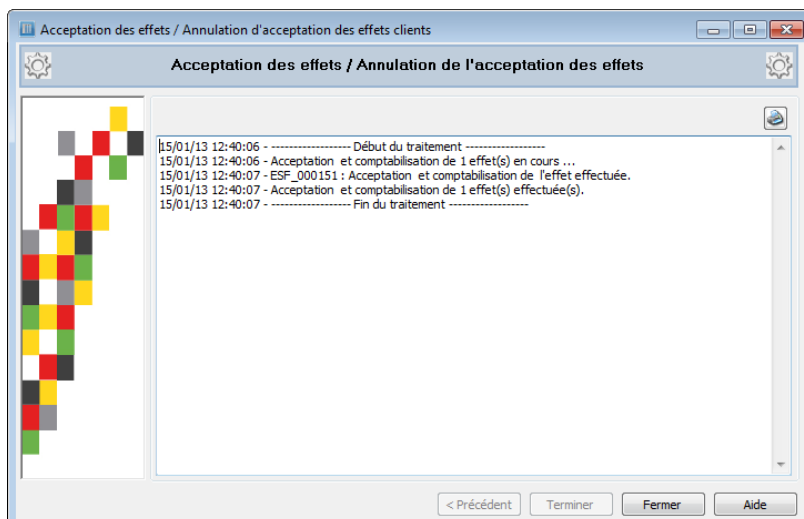 Acceptation des effets / Annulation d'acceptation des effets clients
Acceptation des effets / Annulation de l'acceptation des effets
15/01/13 12:40:06 - ------------------ Début du traitement ------------------
15/01/13 12:40:06 - Acceptation  et comptabilisation de 1 effet(s) en cours ...
15/01/13 12:40:07 - ESF_000151 : Acceptation  et comptabilisation de l'effet effectuée.
15/01/13 12:40:07 - Acceptation  et comptabilisation de 1 effet(s) effectuée(s).
15/01/13 12:40:07 - ------------------ Fin du traitement ------------------
< Précédent Terminer Fermer Aide